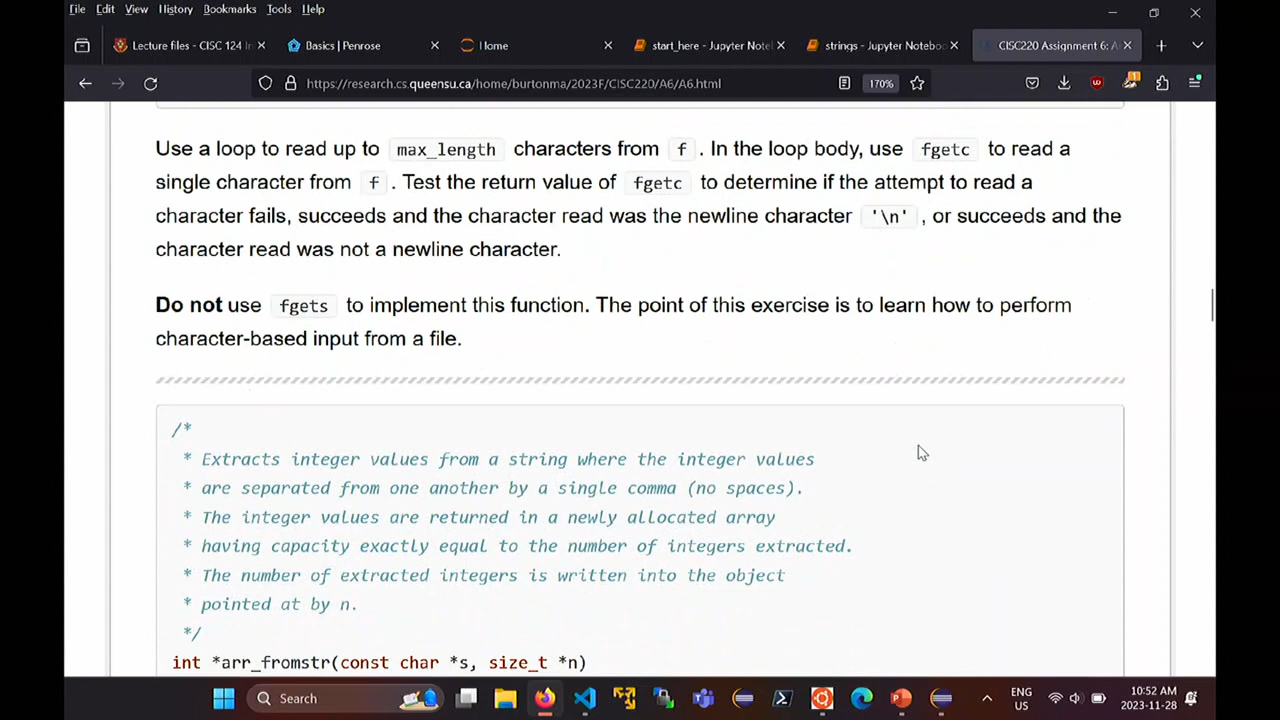 File Edit View History Bookmarks Tools Help
Lecture files - CISC 124 In × Basics | Penrose × Home × start_here - Jupyter Note × strings - Jupyter Notebo × CISC220 Assignment 6: A ×
https://research.cs.queensu.ca/home/burtonma/2023F/CISC220/A6/A6.html 170% 1
Use a loop to read up to max_length characters from f . In the loop body, use fgetc to read a
single character from f . Test the return value of fgetc to determine if the attempt to read a
character fails, succeeds and the character read was the newline character '\n' , or succeeds and the
character read was not a newline character.
Do not use fgets to implement this function. The point of this exercise is to learn how to perform
character-based input from a file.
/*
* Extracts integer values from a string where the integer values
* are separated from one another by a single comma (no spaces).
* The integer values are returned in a newly allocated array
* having capacity exactly equal to the number of integers extracted.
* The number of extracted integers is written into the object
* pointed at by n.
*/
int *arr_fromstr(const char *s, size_t *n)
Search
ENG 10:52 AM
US 2023-11-28